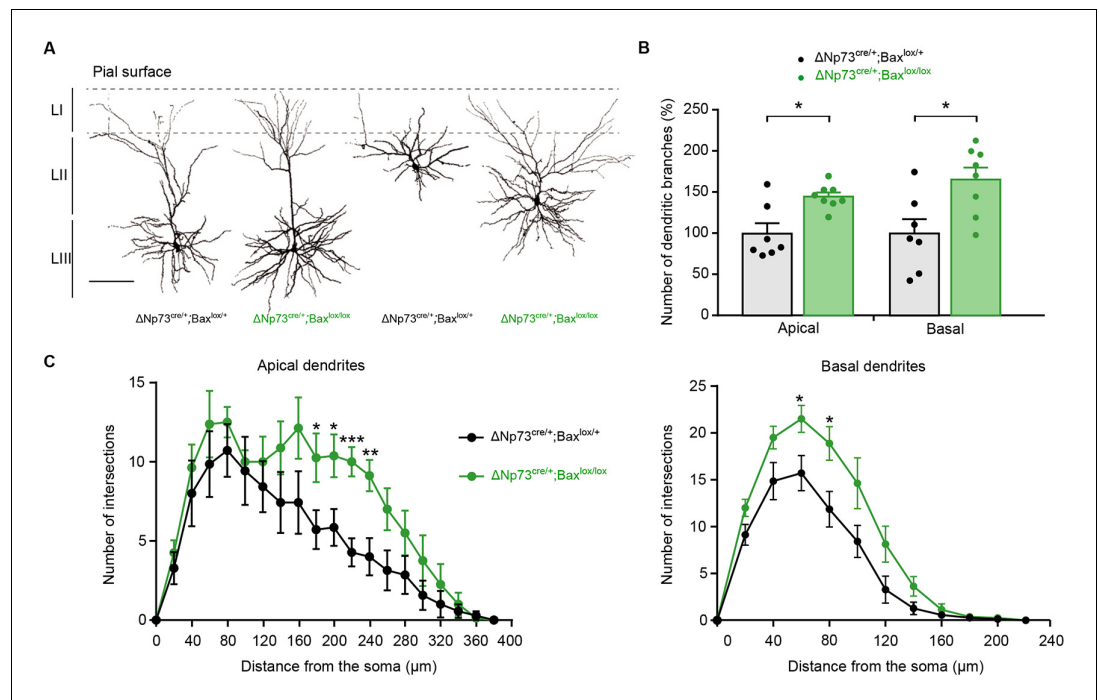 A
Pial surface
LI
LII
LIII
ΔNp73cre/+;Baxlox/+
ΔNp73cre/+;Baxlox/lox
ΔNp73cre/+;Baxlox/+
ΔNp73cre/+;Baxlox/lox
B
ΔNp73cre/+;Baxlox/+
ΔNp73cre/+;Baxlox/lox
Number of dendritic branches (%)
250
200
150
100
50
0
* *
Apical Basal
C
Apical dendrites
Number of intersections
15
10
5
0
* * *** **
ΔNp73cre/+;Baxlox/+
ΔNp73cre/+;Baxlox/lox
0 40 80 120 160 200 240 280 320 360 400
Distance from the soma (μm)
Basal dendrites
Number of intersections
25
20
15
10
5
0
* *
0 40 80 120 160 200 240
Distance from the soma (μm)